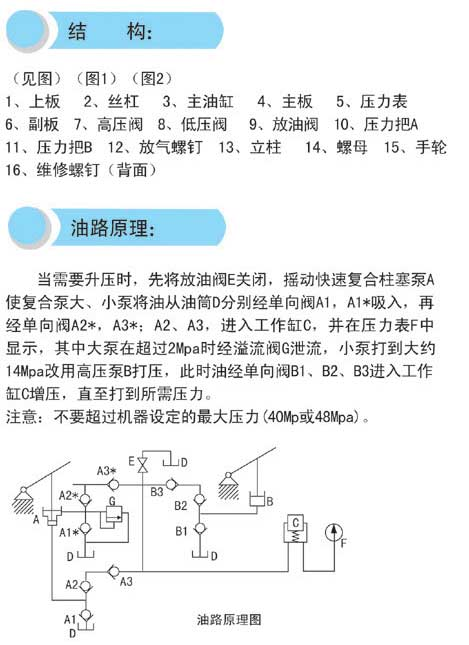 结 构:
(见图)(图1)(图2)
1、上板 2、丝杠 3、主油缸 4、主板 5、压力表
6、副板 7、高压阀 8、低压阀 9、放油阀 10、压力把A
11、压力把B 12、放气螺钉 13、立柱 14、螺母 15、手轮
16、维修螺钉(背面)
油路原理:
当需要升压时，先将放油阀E关闭，摇动快速复合柱塞泵A
使复合泵大、小泵将油从油筒D分别经单向阀A1，A1*吸入，再
经单向阀A2*，A3*；A2、A3，进入工作缸C，并在压力表F中
显示，其中大泵在超过2Mpa时经溢流阀G泄流，小泵打到大约
14Mpa改用高压泵B打压，此时油经单向阀B1、B2、B3进入工作
缸C增压，直至打到所需压力。
注意：不要超过机器设定的最大压力(40Mp或48Mpa)。
E
D
A3*
B3
A2*
G
B2
B
A
A1*
B1
C
F
D
D
A2
A3
A1
D
油路原理图